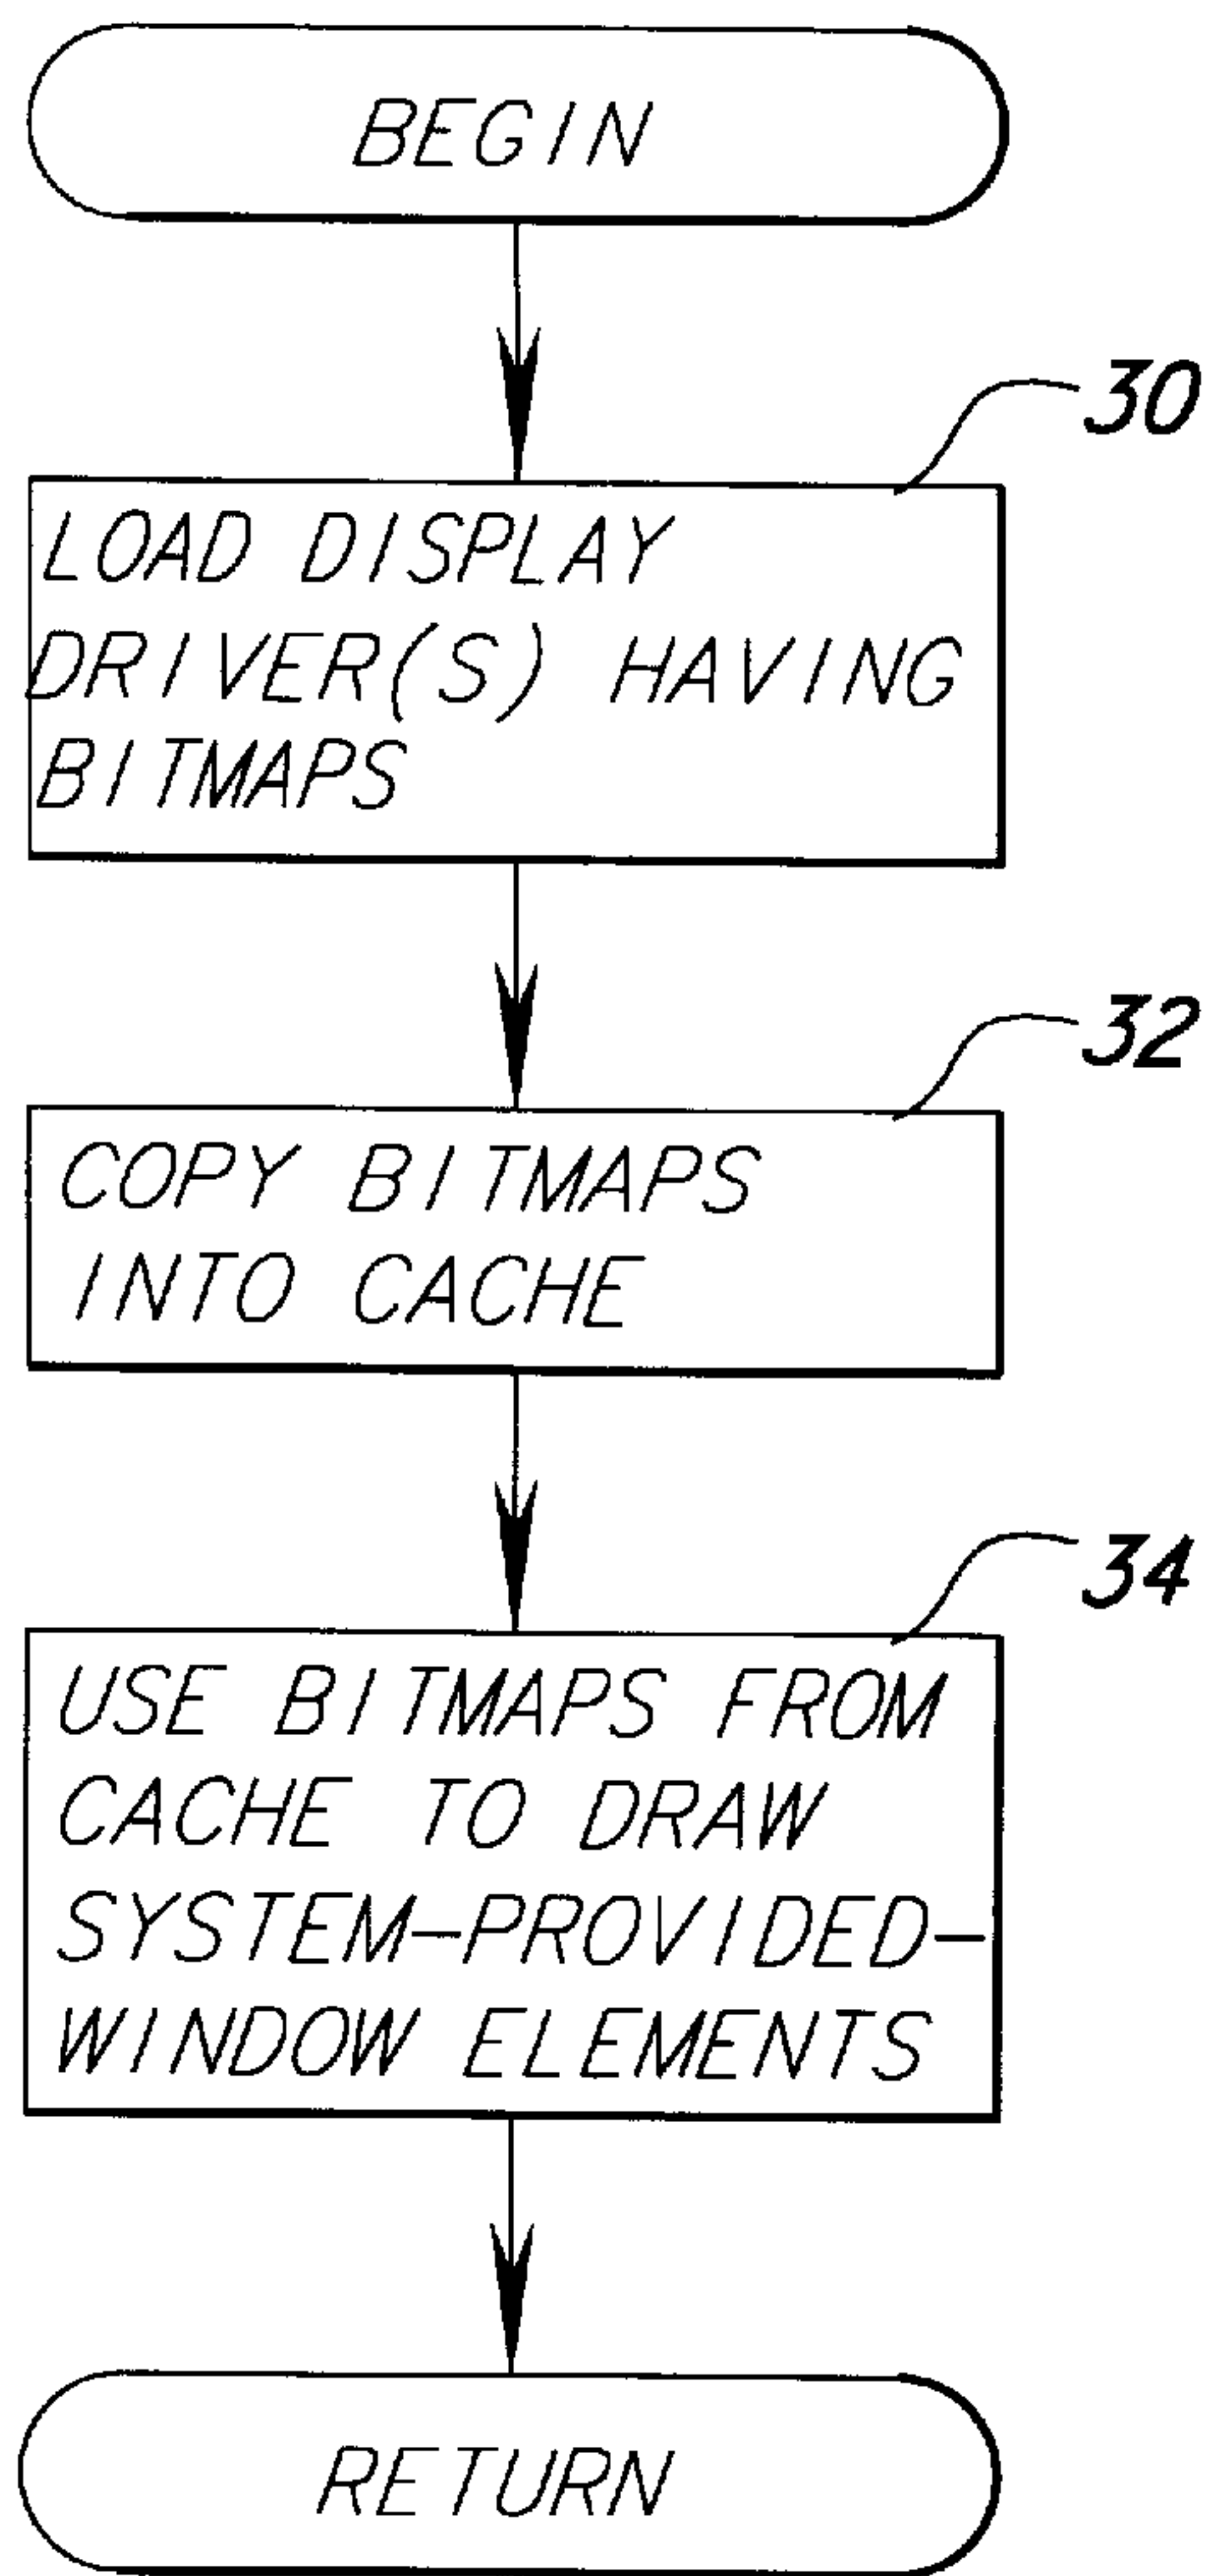 BEGIN
30
LOAD DISPLAY
DRIVER(S) HAVING
BITMAPS
32
COPY BITMAPS
INTO CACHE
34
USE BITMAPS FROM
CACHE TO DRAW
SYSTEM-PROVIDED-
WINDOW ELEMENTS
RETURN